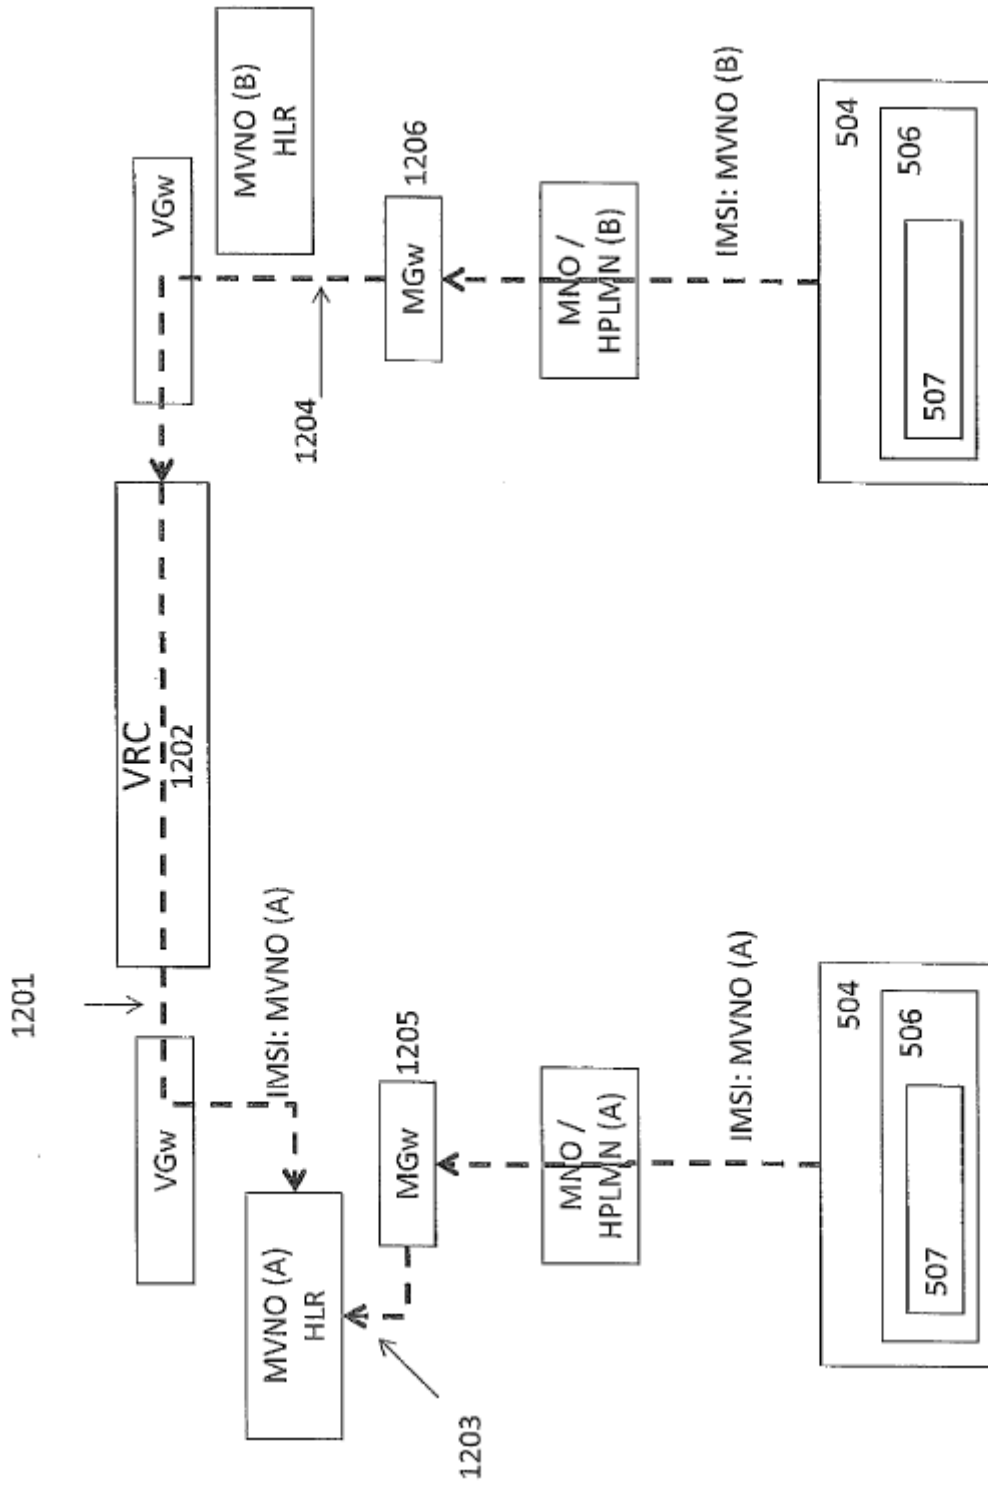 1201
VGw
VRC
1202
VGw
MVNO (A)
HLR
IMSI: MVNO (A)
MVNO (B)
HLR
1204
1203
MGw
1205
MGw
1206
MNO /
HPLMN (A)
MNO /
HPLMN (B)
IMSI: MVNO (A)
IMSI: MVNO (B)
504
506
507
504
506
507